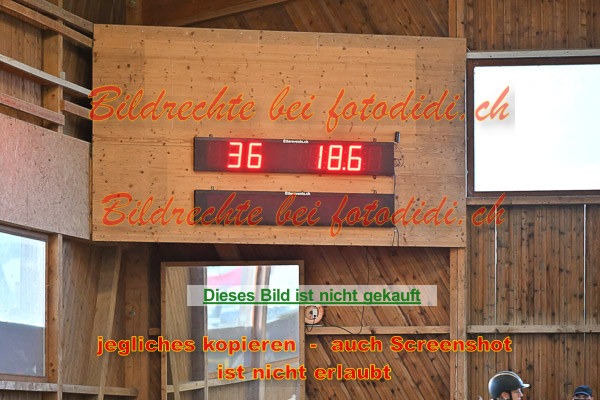 Bildrechte bei fotodidi.ch
36 18.6
Bildrechte bei fotodidi.ch
Dieses Bild ist nicht gekauft
jegliches kopieren - auch Screenshot
ist nicht erlaubt